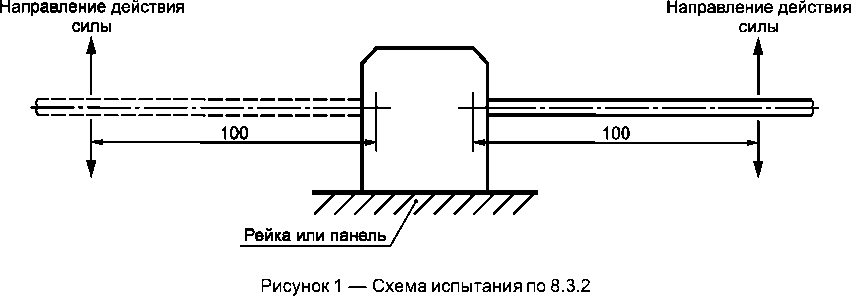 Направление действия
силы
Направление действия
силы
100
100
Рейка или панель
Рисунок 1 — Схема испытания по 8.3.2